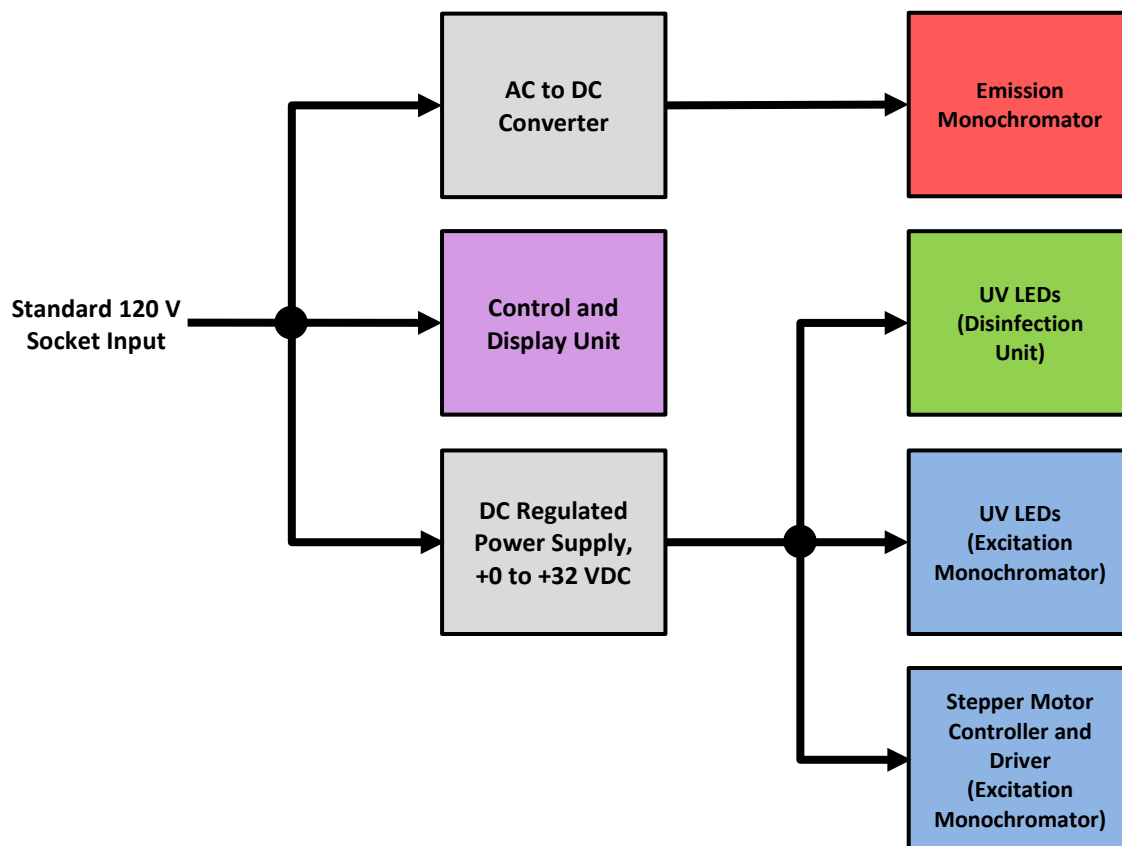 AC to DC
Converter
Emission
Monochromator
Standard 120 V
Socket Input
Control and
Display Unit
UV LEDs
(Disinfection
Unit)
DC Regulated
Power Supply,
+0 to +32 VDC
UV LEDs
(Excitation
Monochromator)
Stepper Motor
Controller and
Driver
(Excitation
Monochromator)